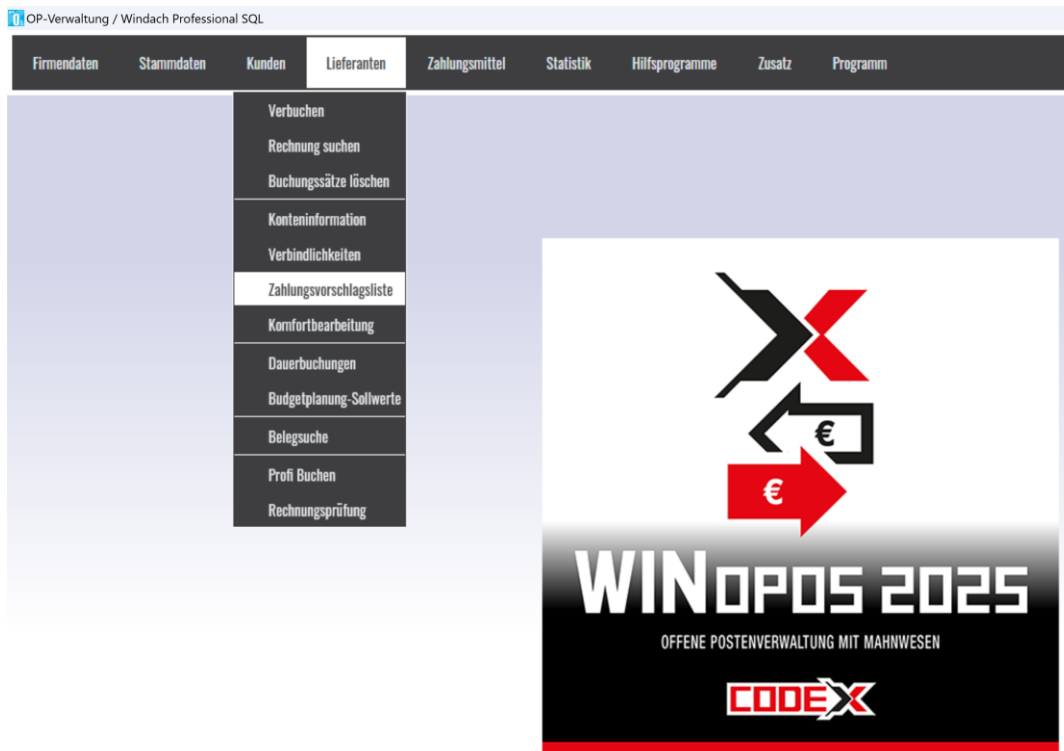 OP-Verwaltung / Windach Professional SQL
Firmendaten Stammdaten Kunden Lieferanten Zahlungsmittel Statistik Hilfsprogramme Zusatz Programm
Verbuchen
Rechnung suchen
Buchungssätze löschen
Konteninformation
Verbindlichkeiten
Zahlungsvorschlagsliste
Komfortbearbeitung
Dauerbuchungen
Budgetplanung-Sollwerte
Belegsuche
Profi Buchen
Rechnungsprüfung
€
€
WINOPOS 2025
OFFENE POSTENVERWALTUNG MIT MAHNWESEN
CODEX